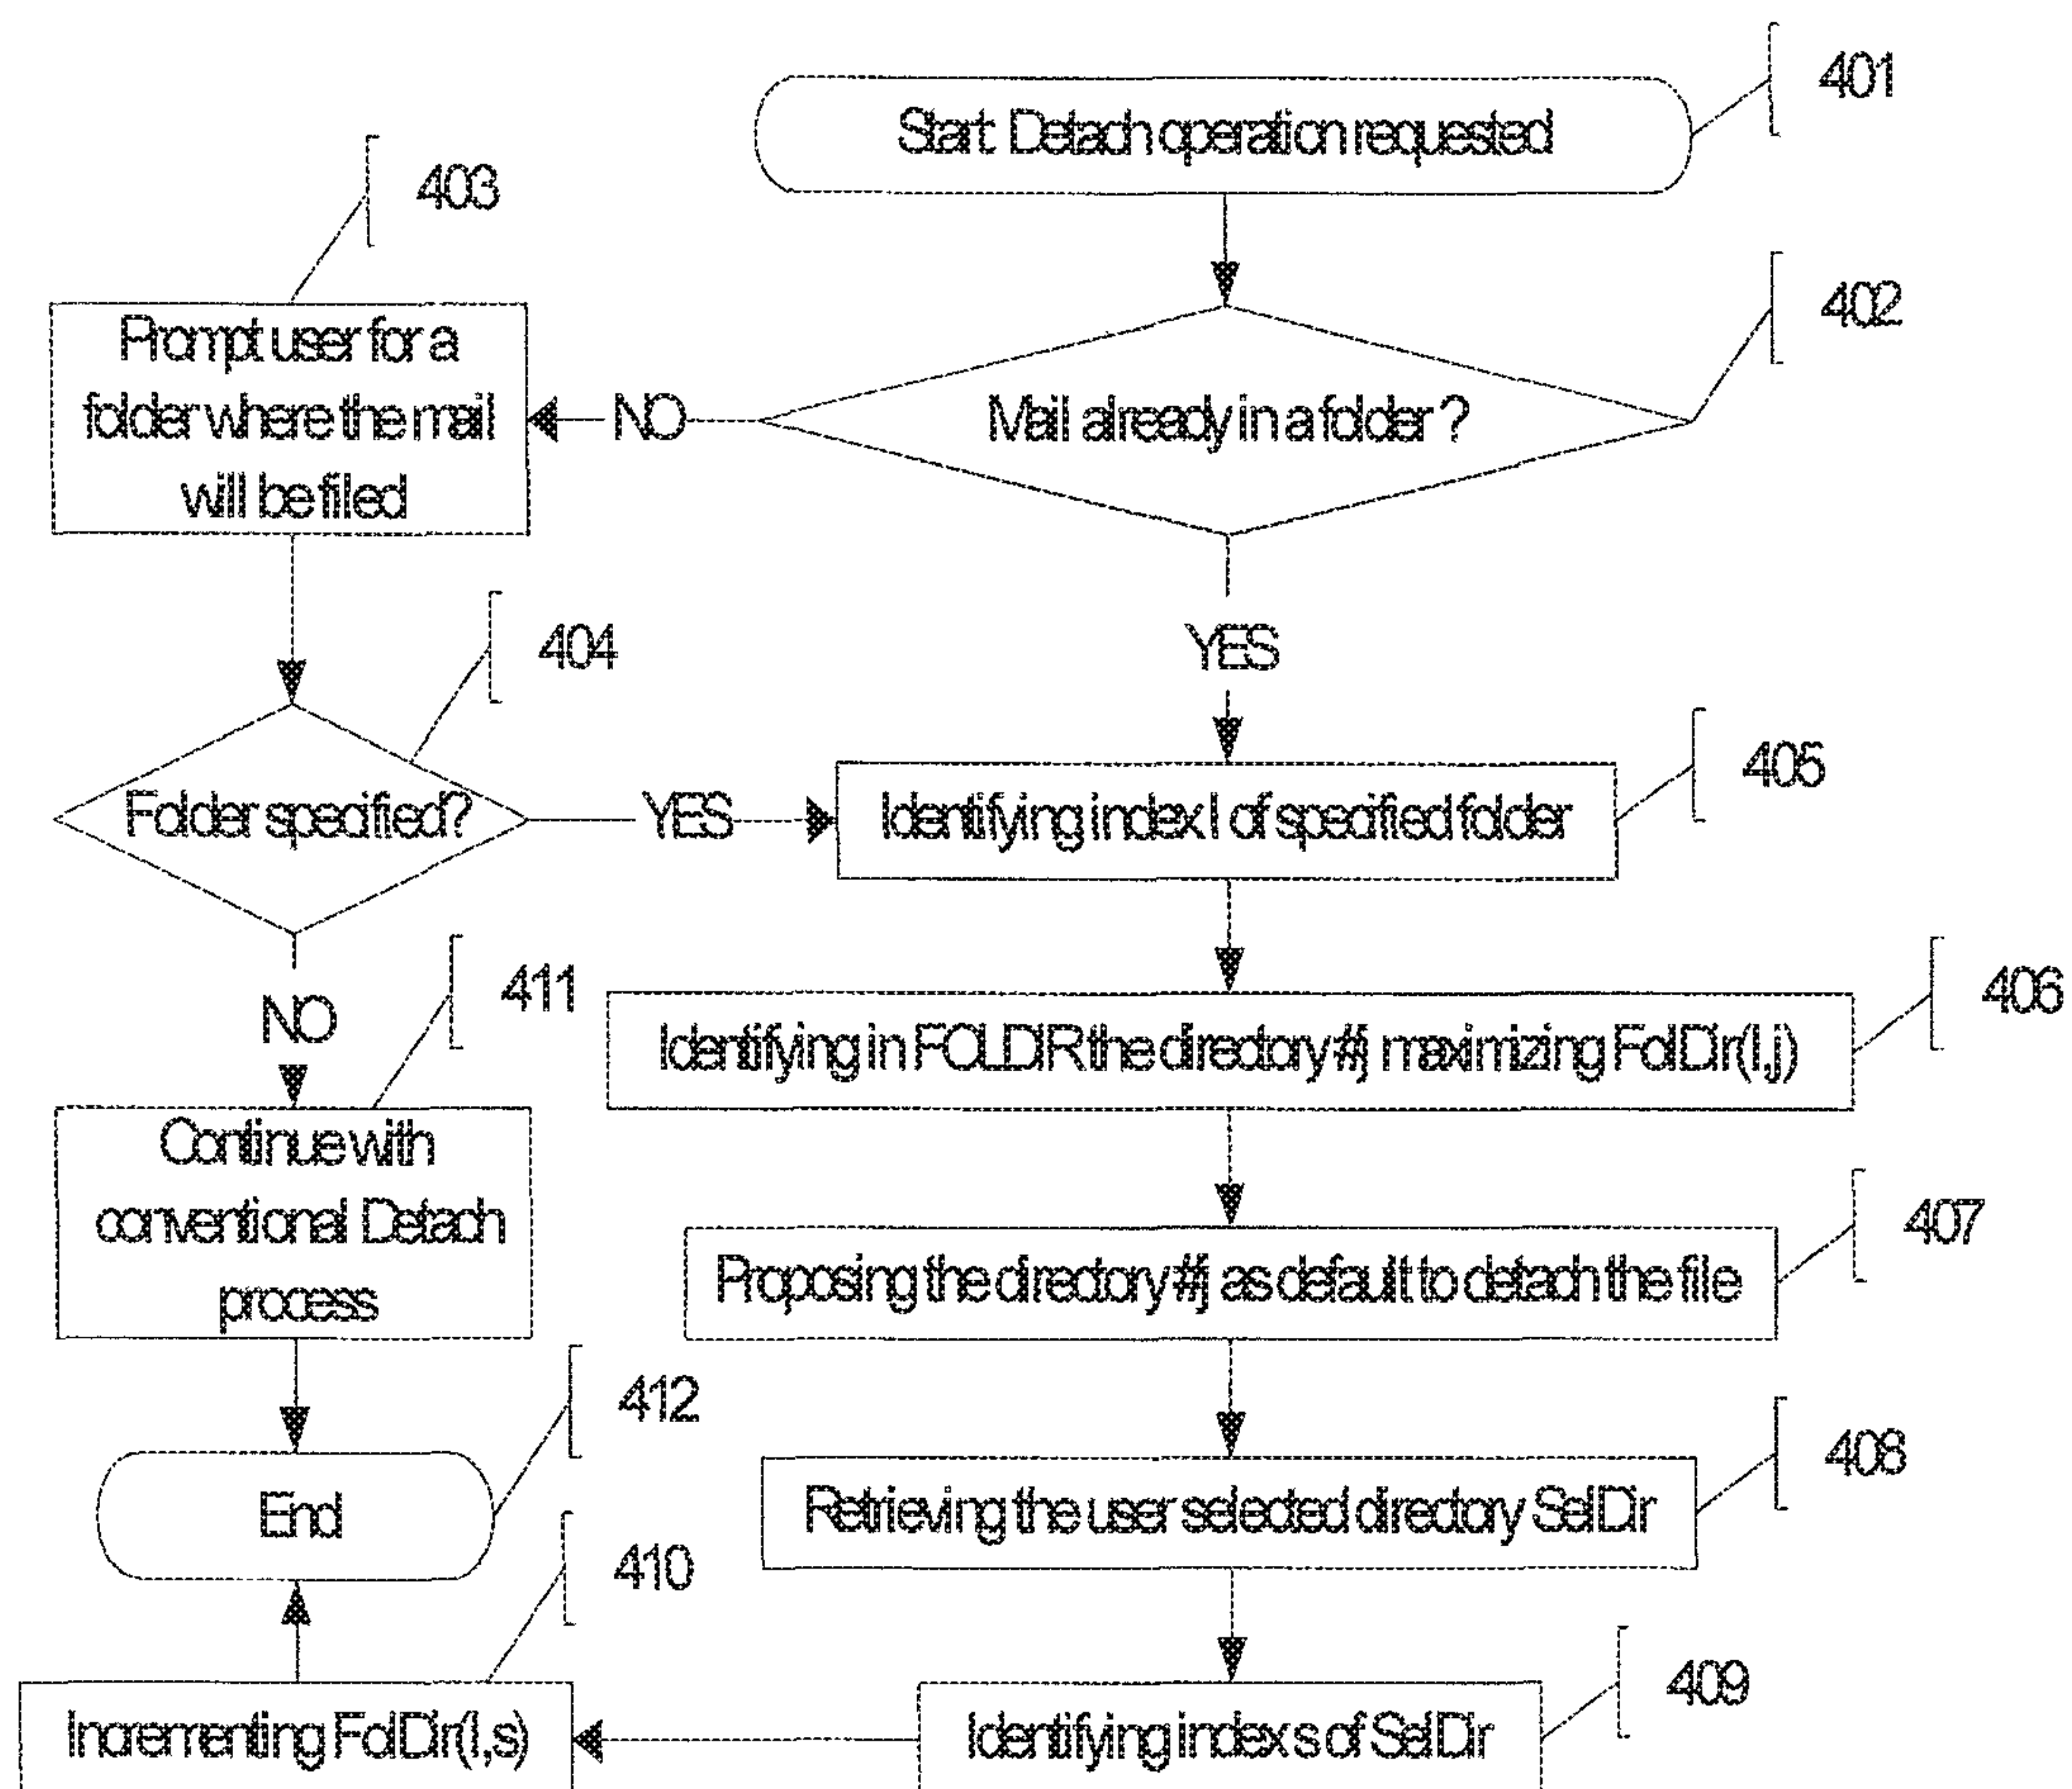 401
Start: Detach operation requested
403
402
Prompt user for a
folder where the mail
will be filed
NO
Mail already in a folder ?
404
YES
405
Folder specified?
YES
Identifying index I of specified folder
411
406
NO
Identifying in FOLDIR the directory #j maximizing FolDir(I,j)
Continue with
conventional Detach
process
407
Proposing the directory #j as default to detach the file
412
408
End
Retrieving the user selected directory SelDir
410
409
Incrementing FolDir(I,s)
Identifying index s of SelDir